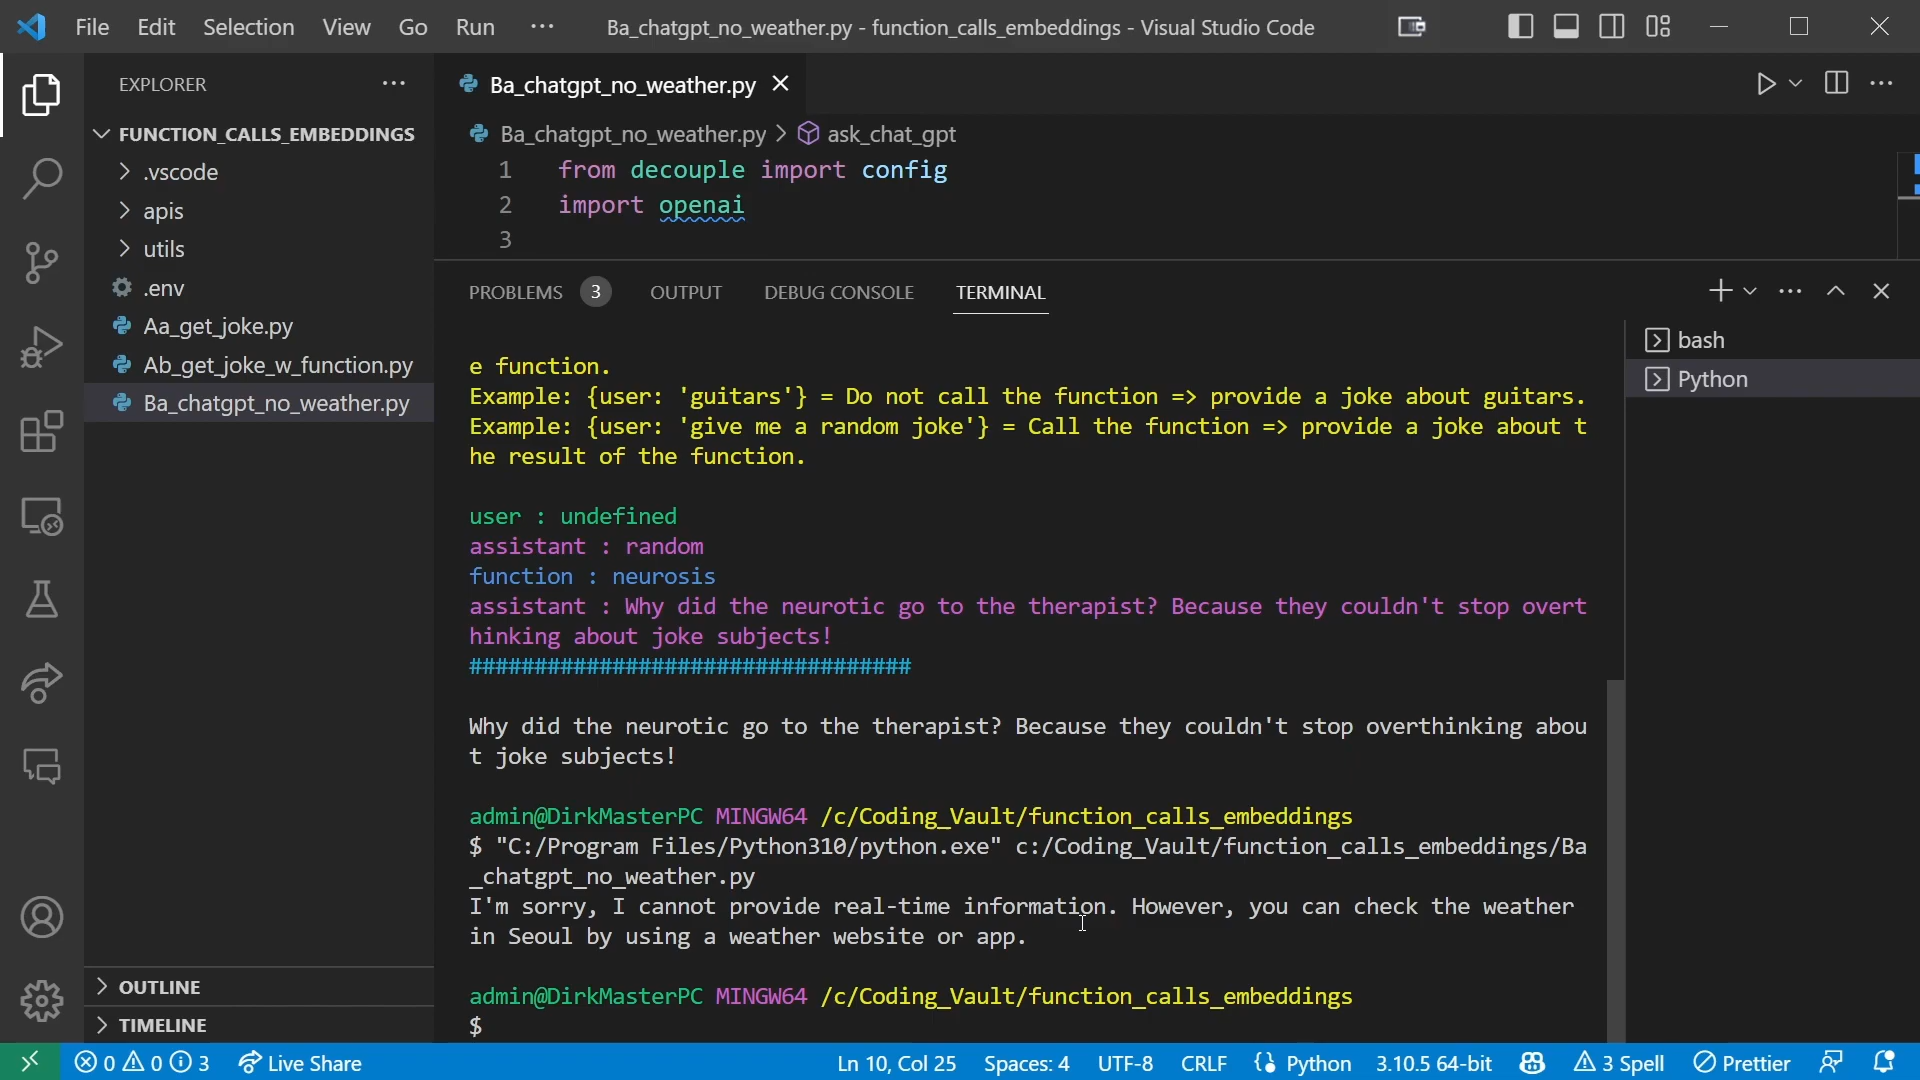 File Edit Selection View Go Run ··· Ba_chatgpt_no_weather.py - function_calls_embeddings - Visual Studio Code
EXPLORER ···
FUNCTION_CALLS_EMBEDDINGS
.vscode
apis
utils
.env
Aa_get_joke.py
Ab_get_joke_w_function.py
Ba_chatgpt_no_weather.py
OUTLINE
TIMELINE
Ba_chatgpt_no_weather.py
Ba_chatgpt_no_weather.py > ask_chat_gpt
1 from decouple import config
2 import openai
3
PROBLEMS 3 OUTPUT DEBUG CONSOLE TERMINAL
e function.
Example: {user: 'guitars'} = Do not call the function => provide a joke about guitars.
Example: {user: 'give me a random joke'} = Call the function => provide a joke about t
he result of the function.
user : undefined
assistant : random
function : neurosis
assistant : Why did the neurotic go to the therapist? Because they couldn't stop overt
hinking about joke subjects!
##################################
Why did the neurotic go to the therapist? Because they couldn't stop overthinking abou
t joke subjects!
admin@DirkMasterPC MINGW64 /c/Coding_Vault/function_calls_embeddings
$ "C:/Program Files/Python310/python.exe" c:/Coding_Vault/function_calls_embeddings/Ba
_chatgpt_no_weather.py
I'm sorry, I cannot provide real-time information. However, you can check the weather
in Seoul by using a weather website or app.
admin@DirkMasterPC MINGW64 /c/Coding_Vault/function_calls_embeddings
$
bash
Python
0 0 3 Live Share Ln 10, Col 25 Spaces: 4 UTF-8 CRLF Python 3.10.5 64-bit 3 Spell Prettier